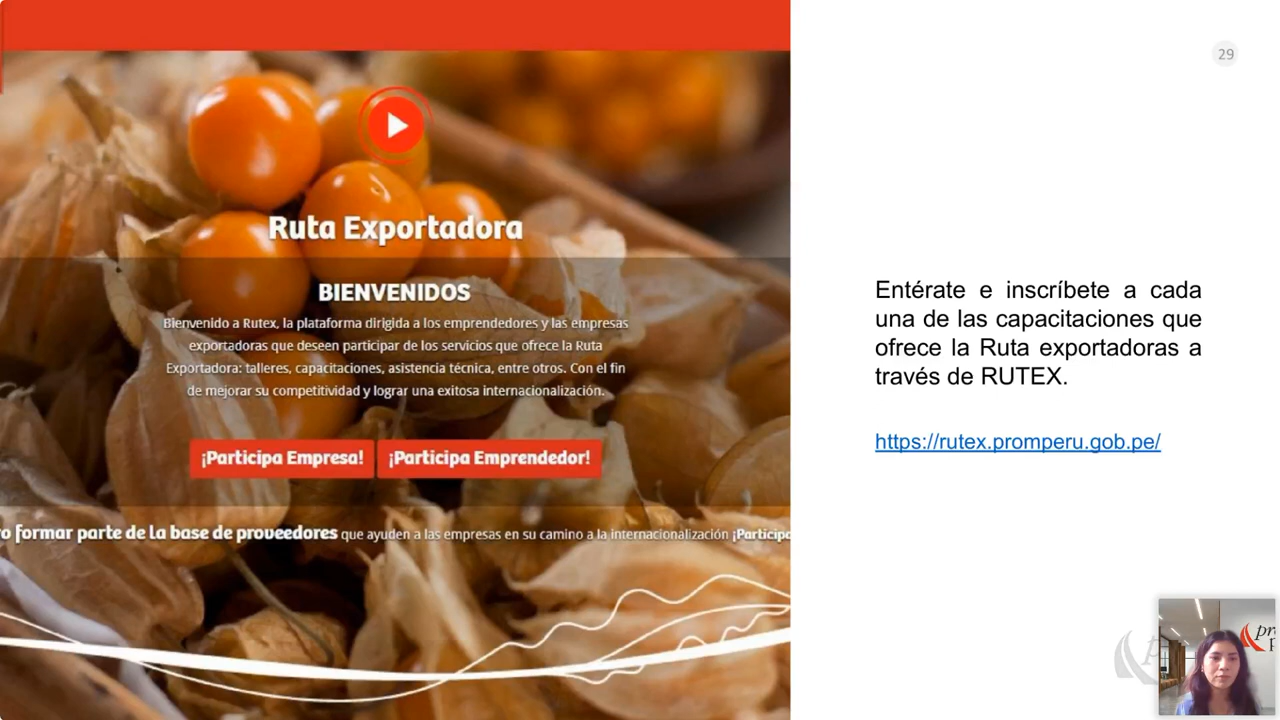 29
Ruta Exportadora
BIENVENIDOS
Bienvenido a Rutex, la plataforma dirigida a los emprendedores y las empresas
exportadoras que deseen participar de los servicios que ofrece la Ruta
Exportadora: talleres, capacitaciones, asistencia técnica, entre otros. Con el fin
de mejorar su competitividad y lograr una exitosa internacionalización.
¡Participa Empresa! ¡Participa Emprendedor!
o formar parte de la base de proveedores que ayuden a las empresas en su camino a la internacionalización ¡Participa
Entérate e inscríbete a cada
una de las capacitaciones que
ofrece la Ruta exportadoras a
través de RUTEX.
https://rutex.promperu.gob.pe/